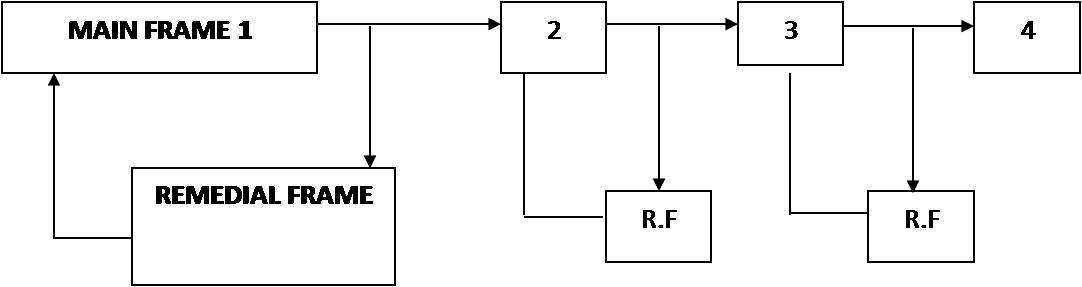 MAIN FRAME 1
2
3
4
REMEDIAL FRAME
R.F
R.F